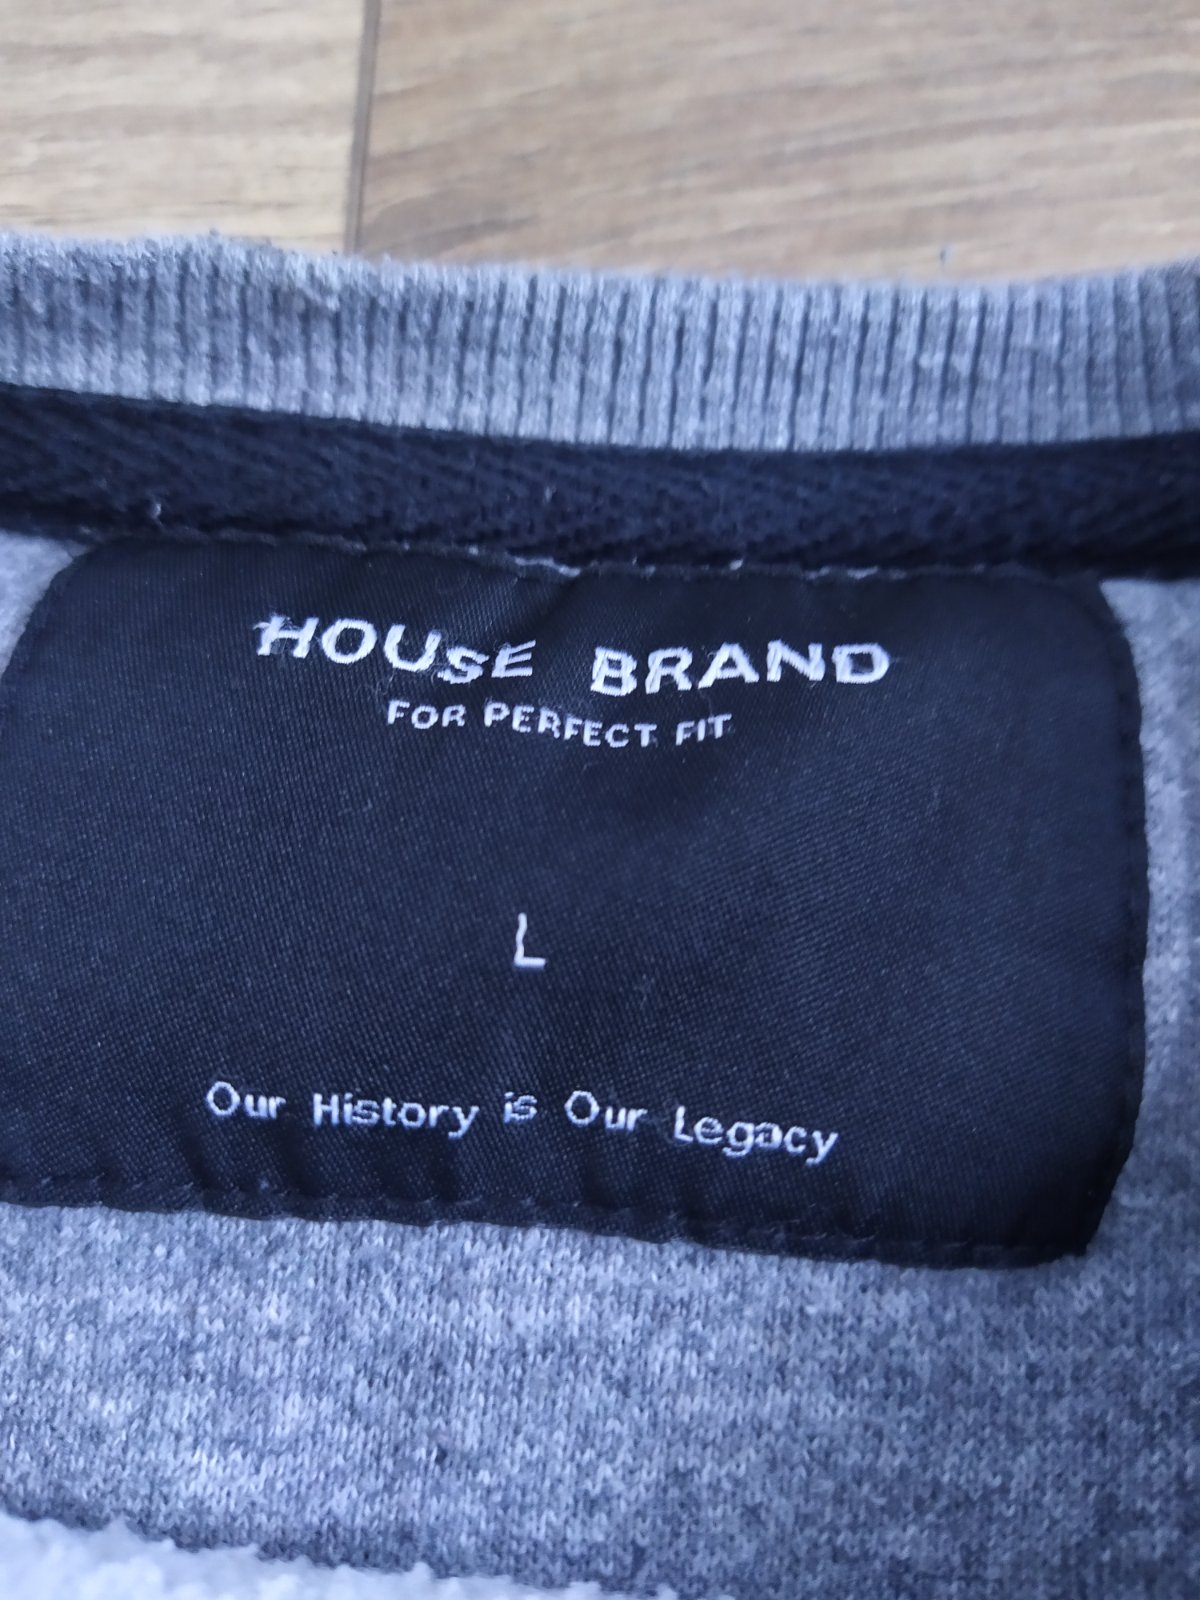 HOUSE BRAND
FOR PERFECT FIT
L
Our History is Our Legacy